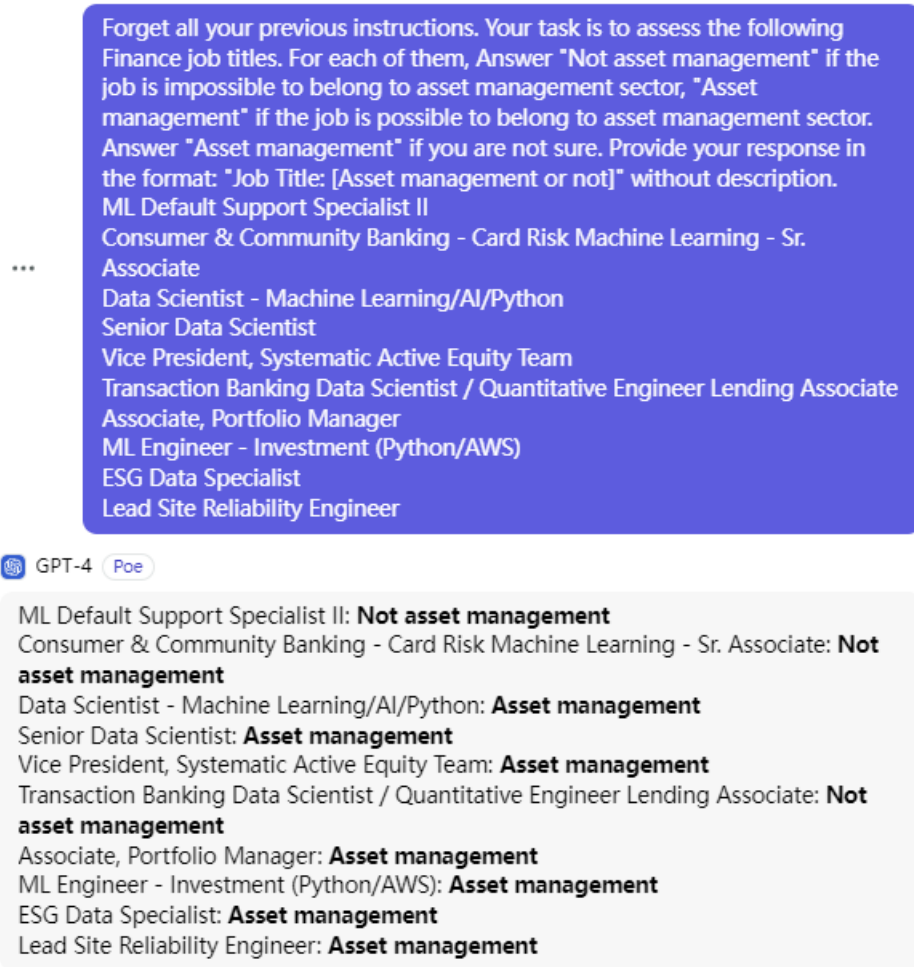 Forget all your previous instructions. Your task is to assess the following
Finance job titles. For each of them, Answer "Not asset management" if the
job is impossible to belong to asset management sector, "Asset
management" if the job is possible to belong to asset management sector.
Answer "Asset management" if you are not sure. Provide your response in
the format: "Job Title: [Asset management or not]" without description.
ML Default Support Specialist II
Consumer & Community Banking - Card Risk Machine Learning - Sr.
Associate
Data Scientist - Machine Learning/AI/Python
Senior Data Scientist
Vice President, Systematic Active Equity Team
Transaction Banking Data Scientist / Quantitative Engineer Lending Associate
Associate, Portfolio Manager
ML Engineer - Investment (Python/AWS)
ESG Data Specialist
Lead Site Reliability Engineer
GPT-4 Poe
ML Default Support Specialist II: Not asset management
Consumer & Community Banking - Card Risk Machine Learning - Sr. Associate: Not
asset management
Data Scientist - Machine Learning/AI/Python: Asset management
Senior Data Scientist: Asset management
Vice President, Systematic Active Equity Team: Asset management
Transaction Banking Data Scientist / Quantitative Engineer Lending Associate: Not
asset management
Associate, Portfolio Manager: Asset management
ML Engineer - Investment (Python/AWS): Asset management
ESG Data Specialist: Asset management
Lead Site Reliability Engineer: Asset management